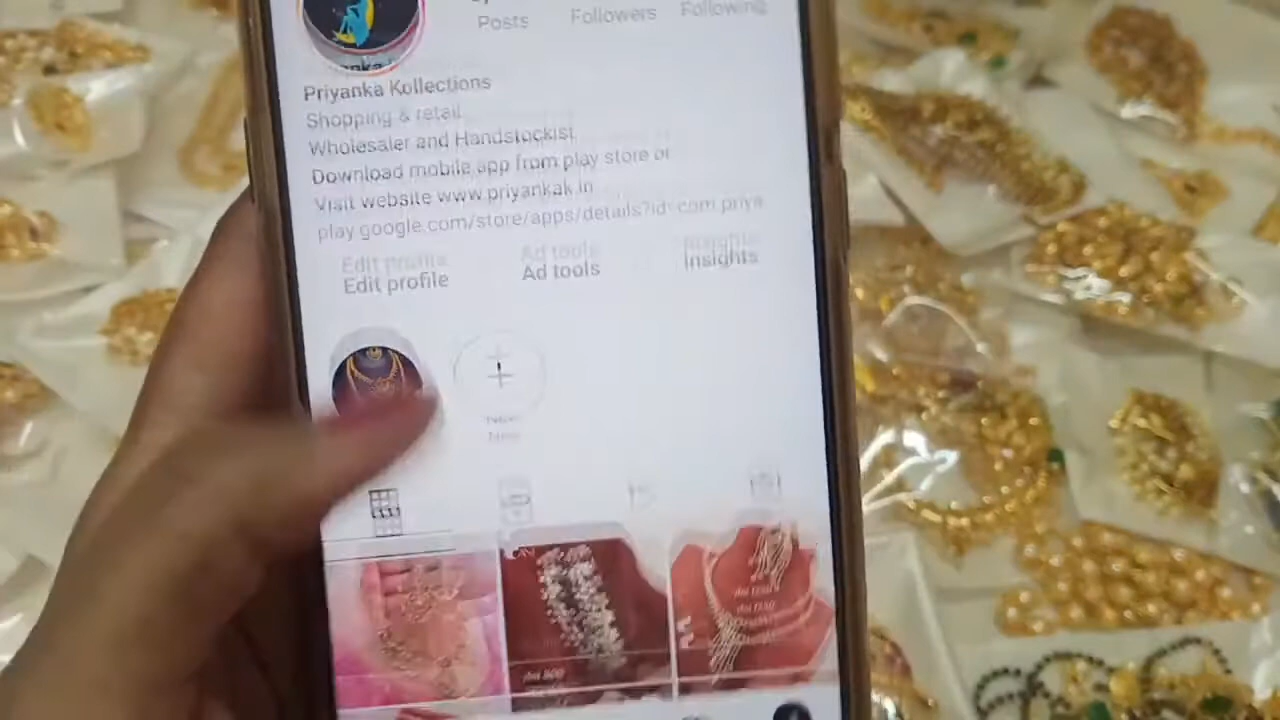 Posts Followers Following
Priyanka Kollections
Shopping & retail
Wholesaler and Handstockist
Download mobile app from play store or
Visit website www.priyankak.in
play.google.com/store/apps/details?id=com.priya
Edit profile Ad tools Insights
New